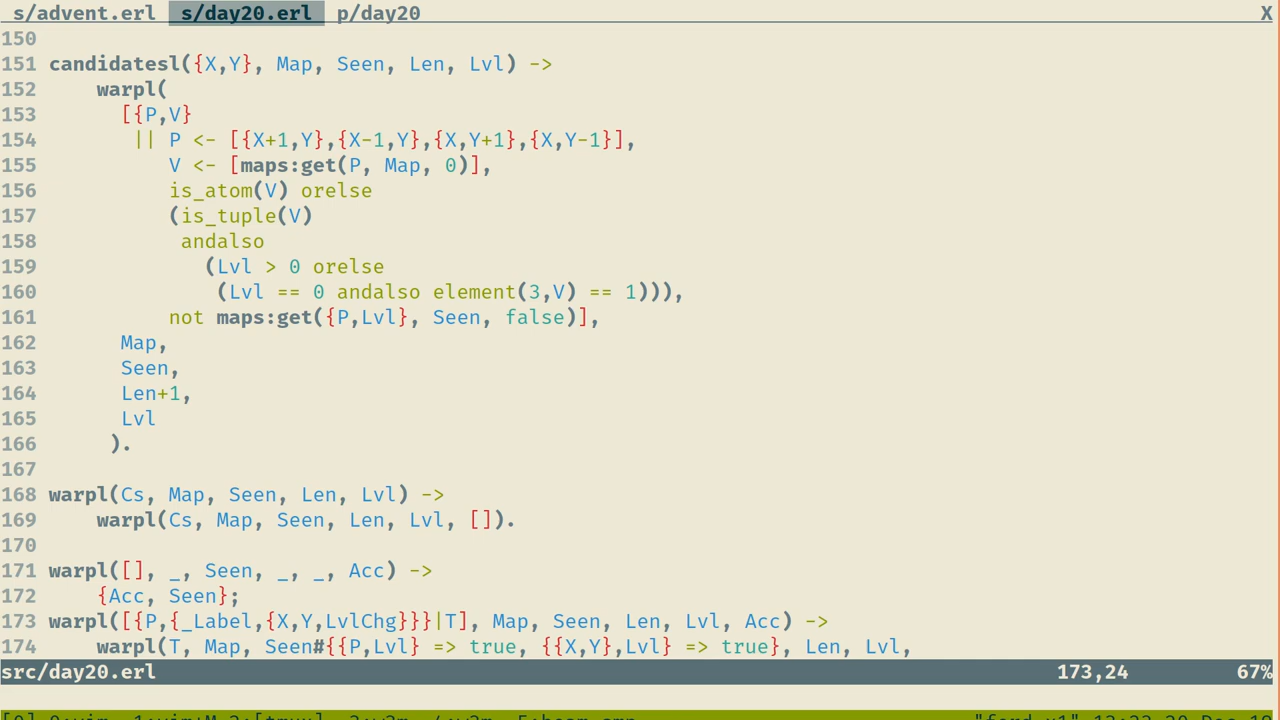 s/advent.erl  s/day20.erl  p/day20 X
150
151 candidatesl({X,Y}, Map, Seen, Len, Lvl) ->
152     warpl(
153       [{P,V}
154        || P <- [{X+1,Y},{X-1,Y},{X,Y+1},{X,Y-1}],
155           V <- [maps:get(P, Map, 0)],
156           is_atom(V) orelse
157           (is_tuple(V)
158            andalso
159              (Lvl > 0 orelse
160               (Lvl == 0 andalso element(3,V) == 1))),
161           not maps:get({P,Lvl}, Seen, false)],
162       Map,
163       Seen,
164       Len+1,
165       Lvl
166      ).
167
168 warpl(Cs, Map, Seen, Len, Lvl) ->
169     warpl(Cs, Map, Seen, Len, Lvl, []).
170
171 warpl([], _, Seen, _, _, Acc) ->
172     {Acc, Seen};
173 warpl([{P,{_Label,{X,Y,LvlChg}}}|T], Map, Seen, Len, Lvl, Acc) ->
174     warpl(T, Map, Seen#{{P,Lvl} => true, {{X,Y},Lvl} => true}, Len, Lvl,
src/day20.erl 173,24 67%